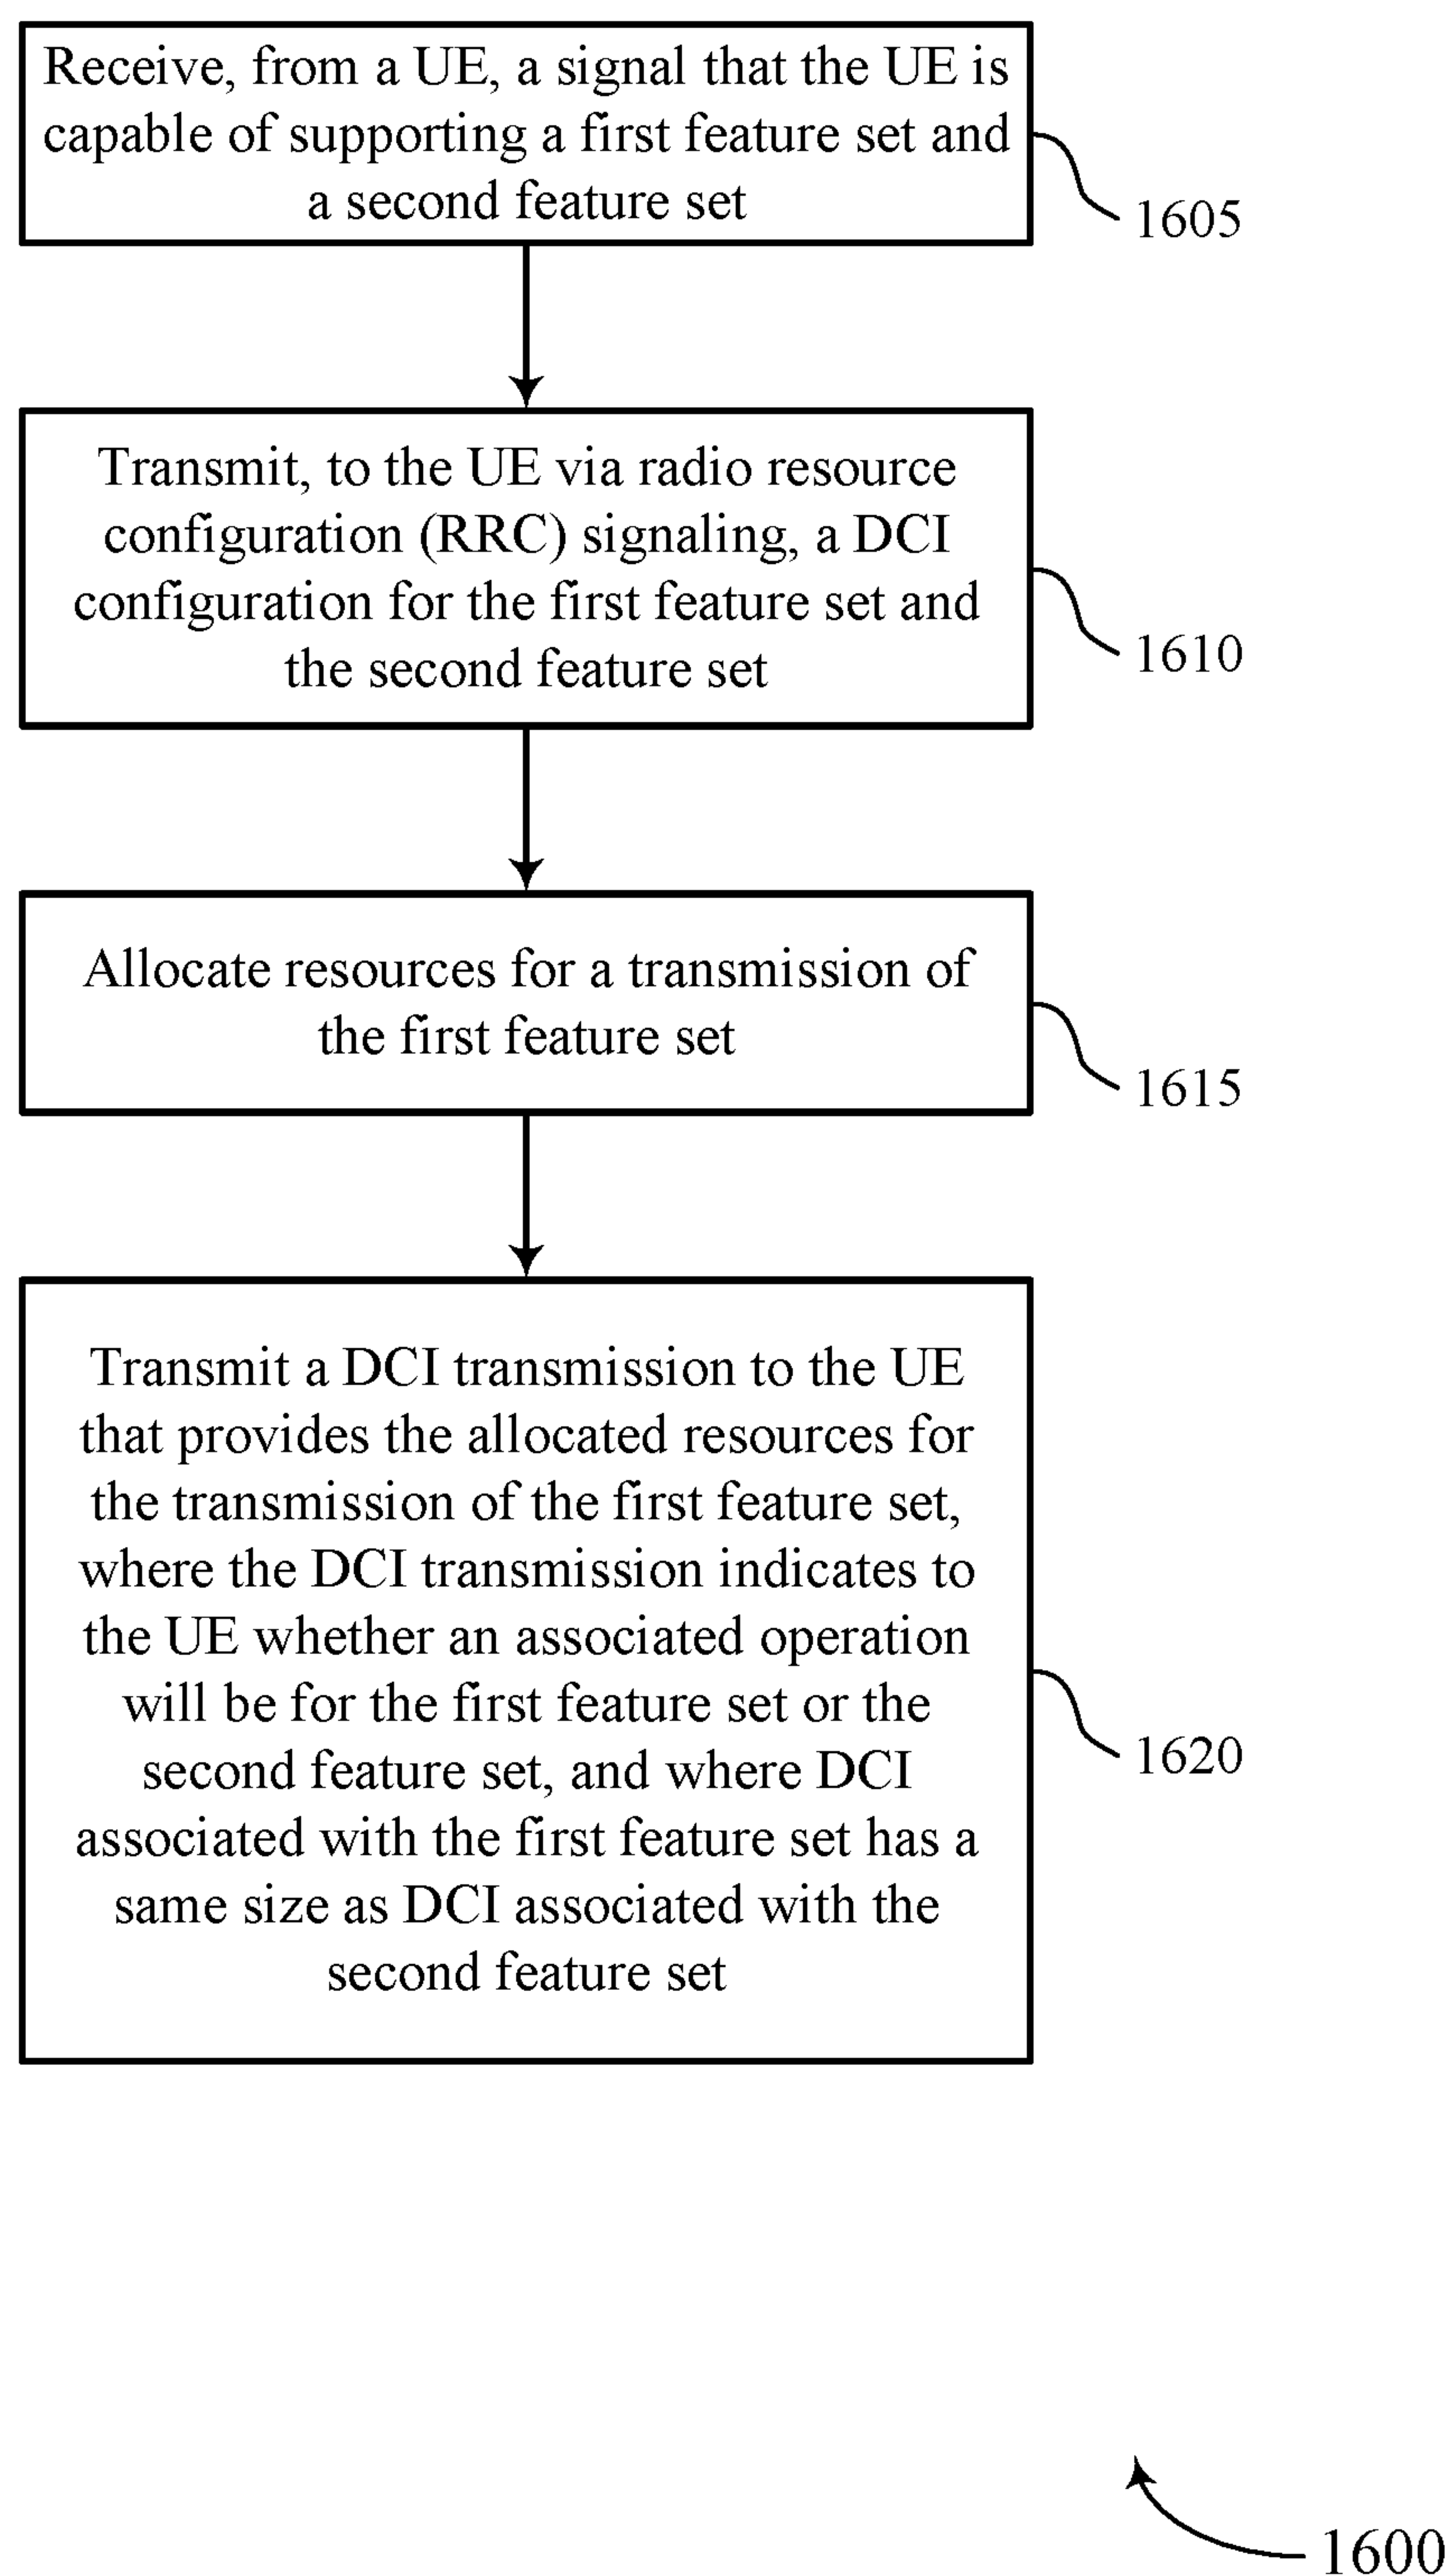 Receive, from a UE, a signal that the UE is
capable of supporting a first feature set and
a second feature set
1605
Transmit, to the UE via radio resource
configuration (RRC) signaling, a DCI
configuration for the first feature set and
the second feature set
1610
Allocate resources for a transmission of
the first feature set
1615
Transmit a DCI transmission to the UE
that provides the allocated resources for
the transmission of the first feature set,
where the DCI transmission indicates to
the UE whether an associated operation
will be for the first feature set or the
second feature set, and where DCI
associated with the first feature set has a
same size as DCI associated with the
second feature set
1620
1600